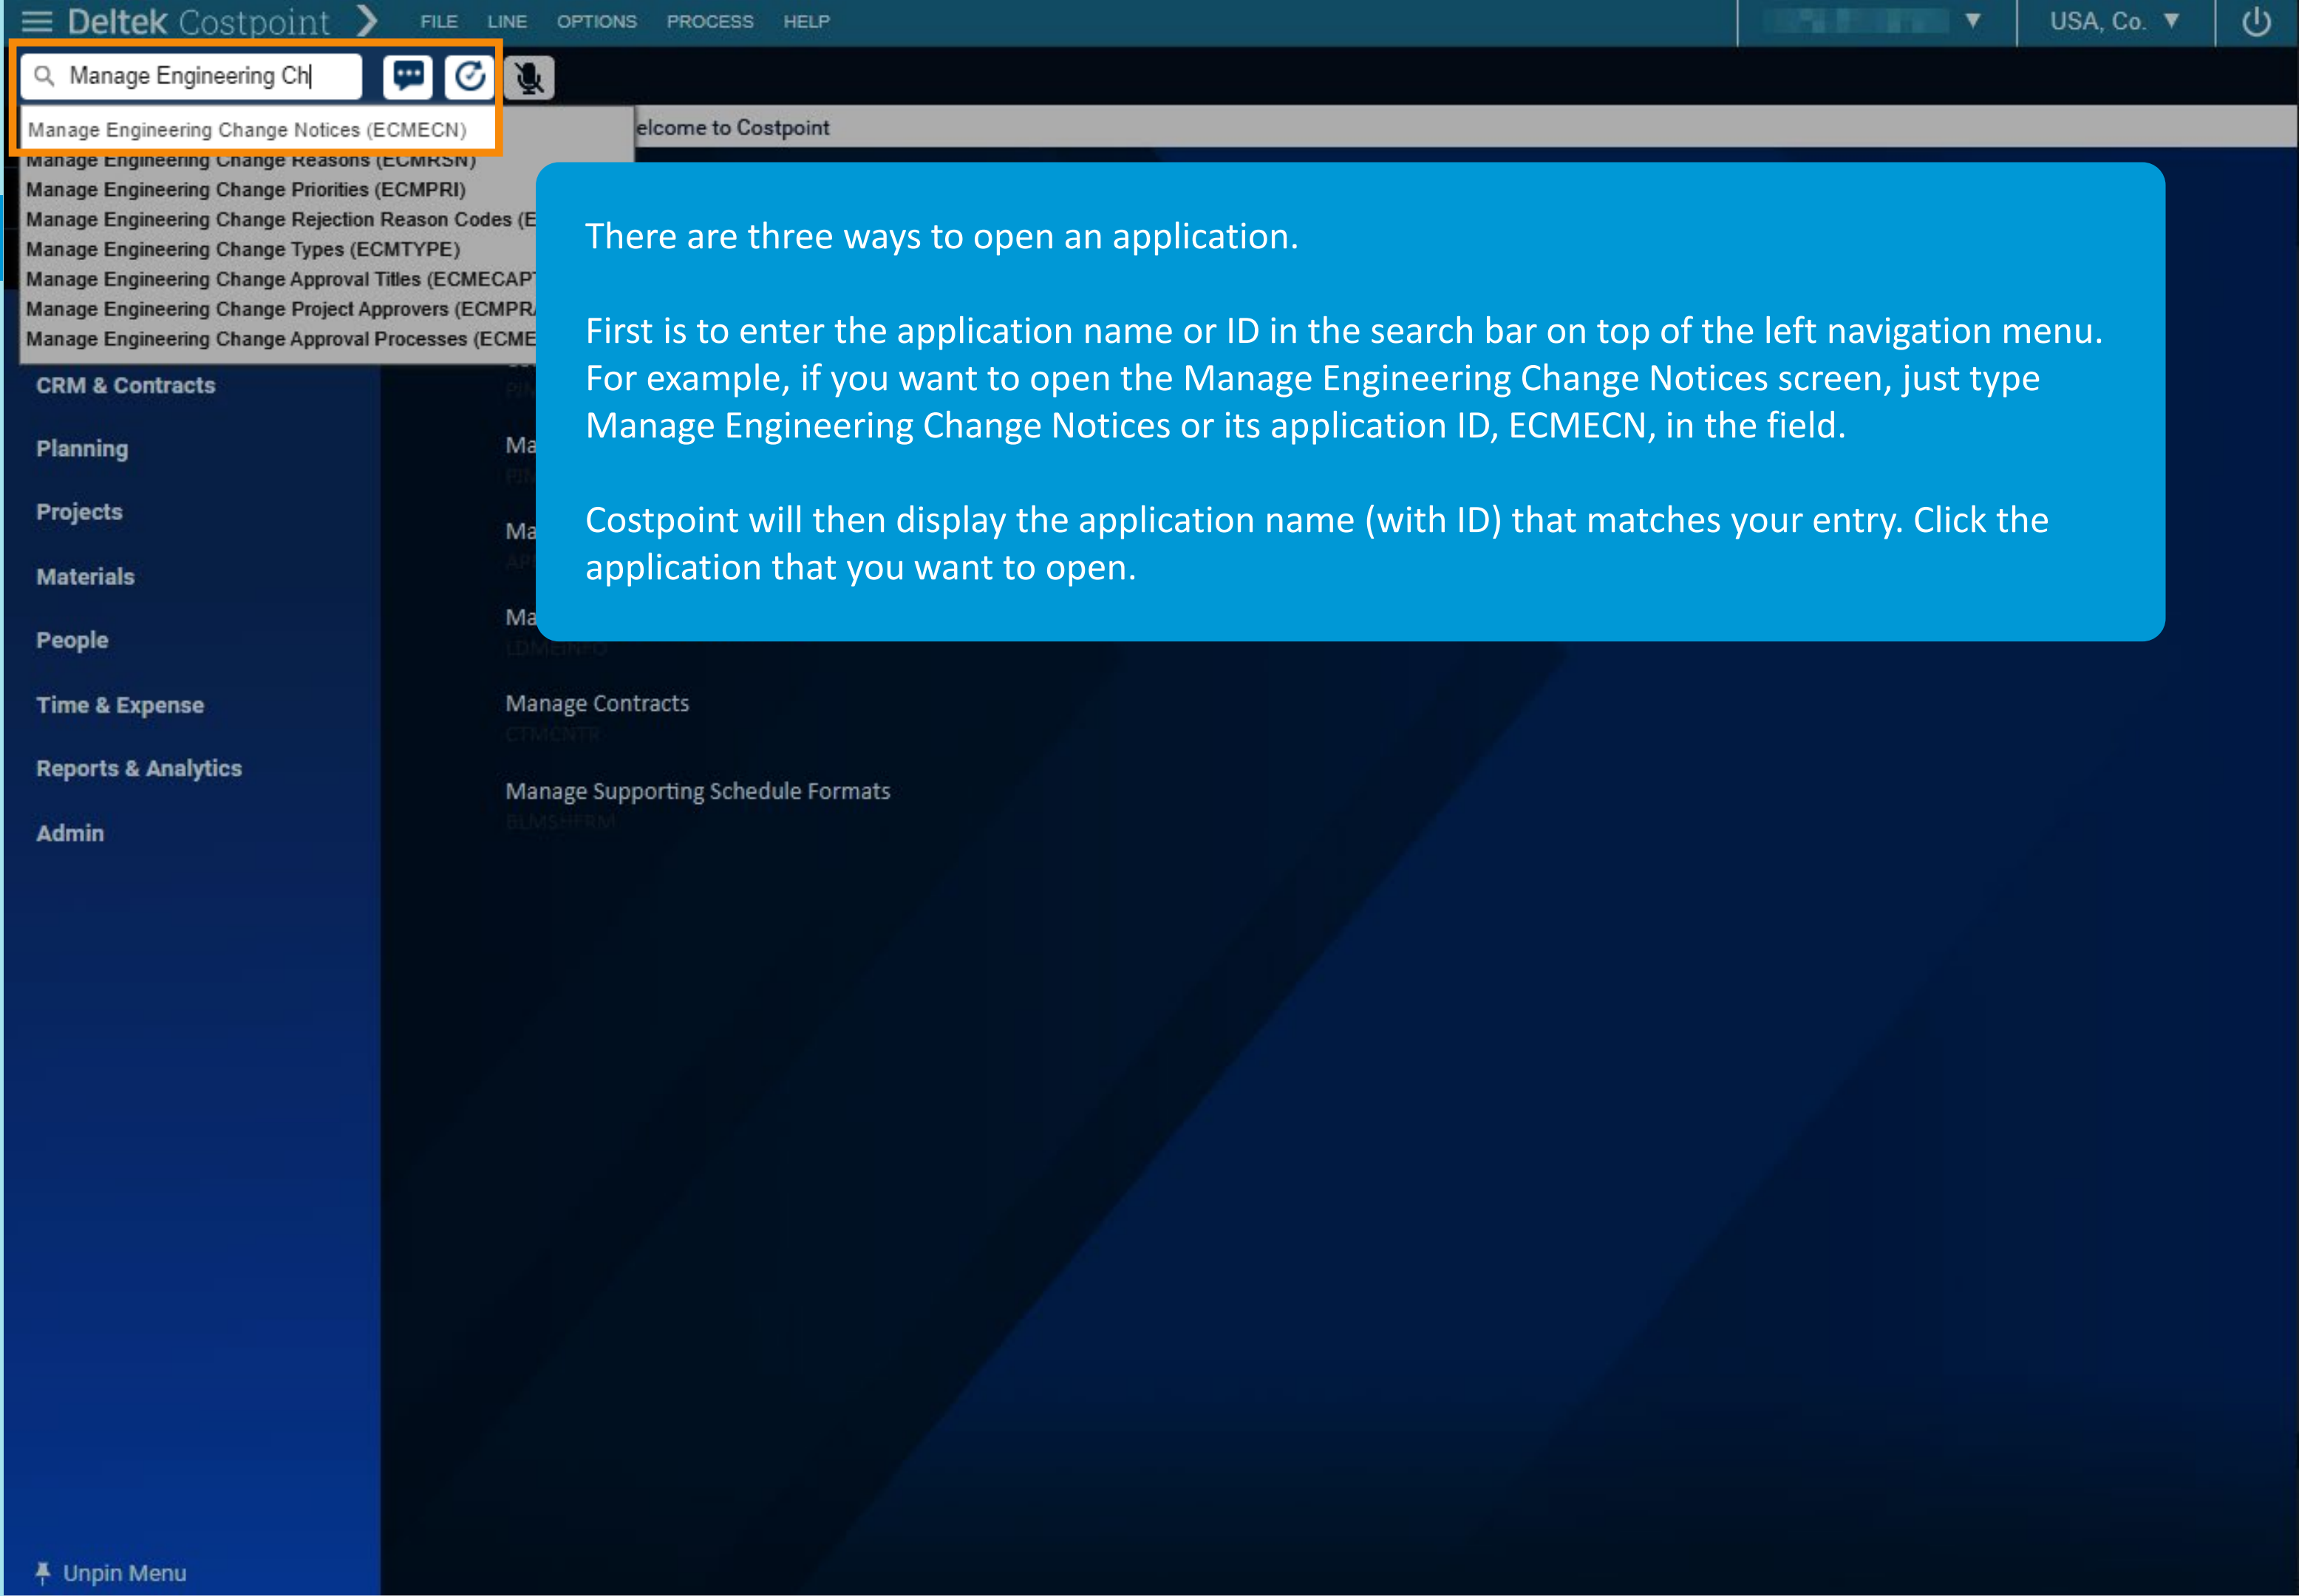 Deltek Costpoint FILE LINE OPTIONS PROCESS HELP USA, Co.
Manage Engineering Ch
Manage Engineering Change Notices (ECMECN)
elcome to Costpoint
Manage Engineering Change Reasons (ECMRSN)
Manage Engineering Change Priorities (ECMPRI)
Manage Engineering Change Rejection Reason Codes (E
Manage Engineering Change Types (ECMTYPE)
Manage Engineering Change Approval Titles (ECMECAPT
Manage Engineering Change Project Approvers (ECMPRA
Manage Engineering Change Approval Processes (ECME
There are three ways to open an application.
First is to enter the application name or ID in the search bar on top of the left navigation menu.
For example, if you want to open the Manage Engineering Change Notices screen, just type
Manage Engineering Change Notices or its application ID, ECMECN, in the field.
Costpoint will then display the application name (with ID) that matches your entry. Click the
application that you want to open.
CRM & Contracts
Planning
Projects
Materials
People
Time & Expense
Reports & Analytics
Admin
Ma
Ma
Ma
LDMEINFO
Manage Contracts
CTMCNTR
Manage Supporting Schedule Formats
Unpin Menu